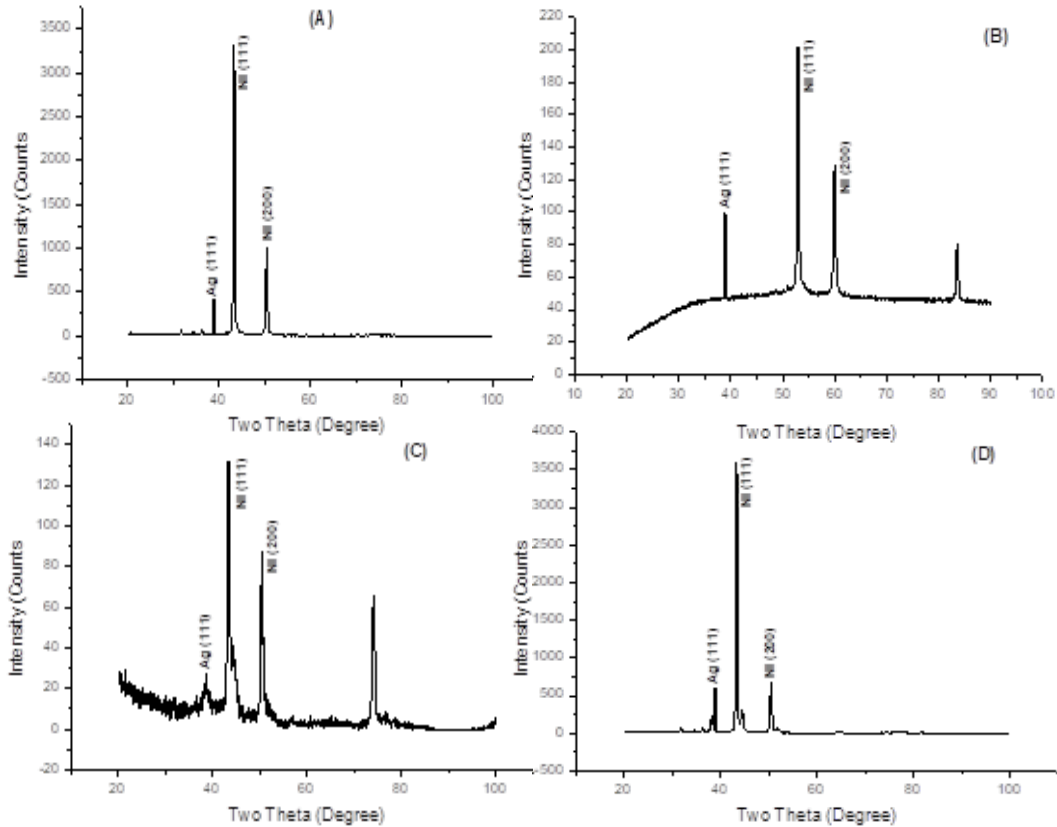 (A)
3500
3000
2500
2000
1500
1000
500
0
-500
Intensity (Counts
Ag (111)
NI (111)
NI (200)
20 40 60 80 100
Two Theta (Degree)
(B)
220
200
180
160
140
120
100
80
60
40
20
0
Intensity (Counts
Ag (111)
NI (111)
NI (200)
10 20 30 40 50 60 70 80 90 100
Two Theta (Degree)
(C)
140
120
100
80
60
40
20
0
-20
Intensity (Counts
Ag (111)
NI (111)
NI (200)
20 40 60 80 100
Two Theta (Degree)
(D)
4000
3500
3000
2500
2000
1500
1000
500
0
-500
Intensity (Counts
Ag (111)
NI (111)
NI (200)
20 40 60 80 100
Two Theta (Degree)